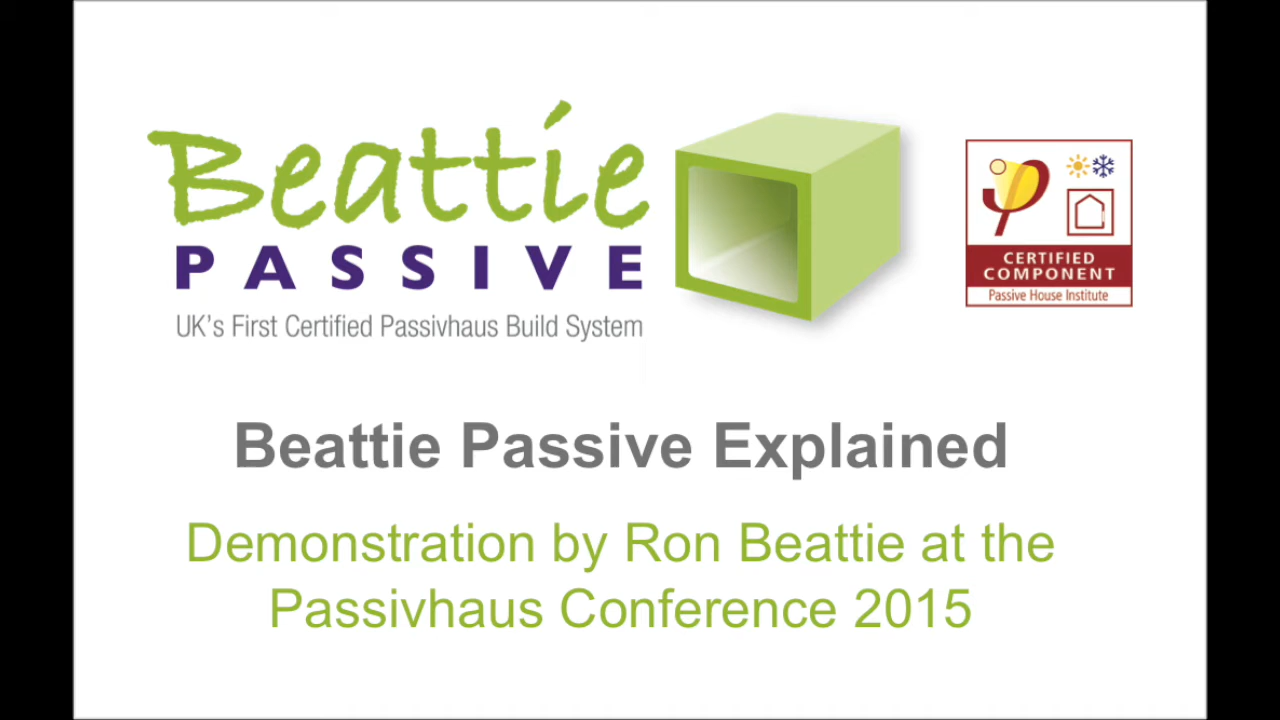 Beattie
PASSIVE
UK's First Certified Passivhaus Build System
CERTIFIED
COMPONENT
Passive House Institute
Beattie Passive Explained
Demonstration by Ron Beattie at the
Passivhaus Conference 2015